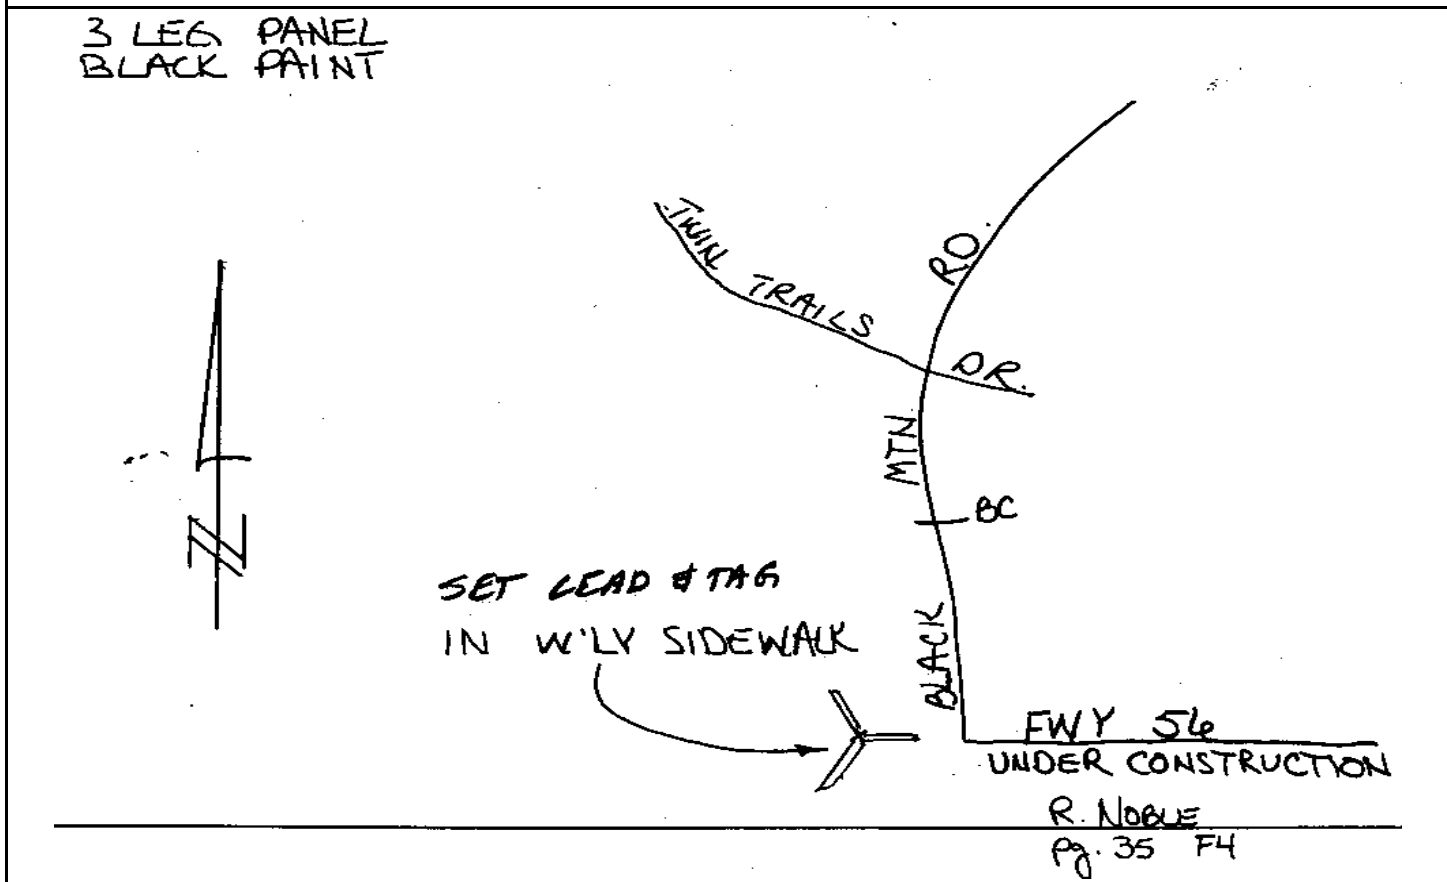 3 LEG PANEL
BLACK PAINT
TWIN TRAILS DR.
BLACK MTN RD.
BC
N
SET LEAD & TAG
IN W'LY SIDEWALK
FWY 56
UNDER CONSTRUCTION
R. NOBLE
pg. 35 F4